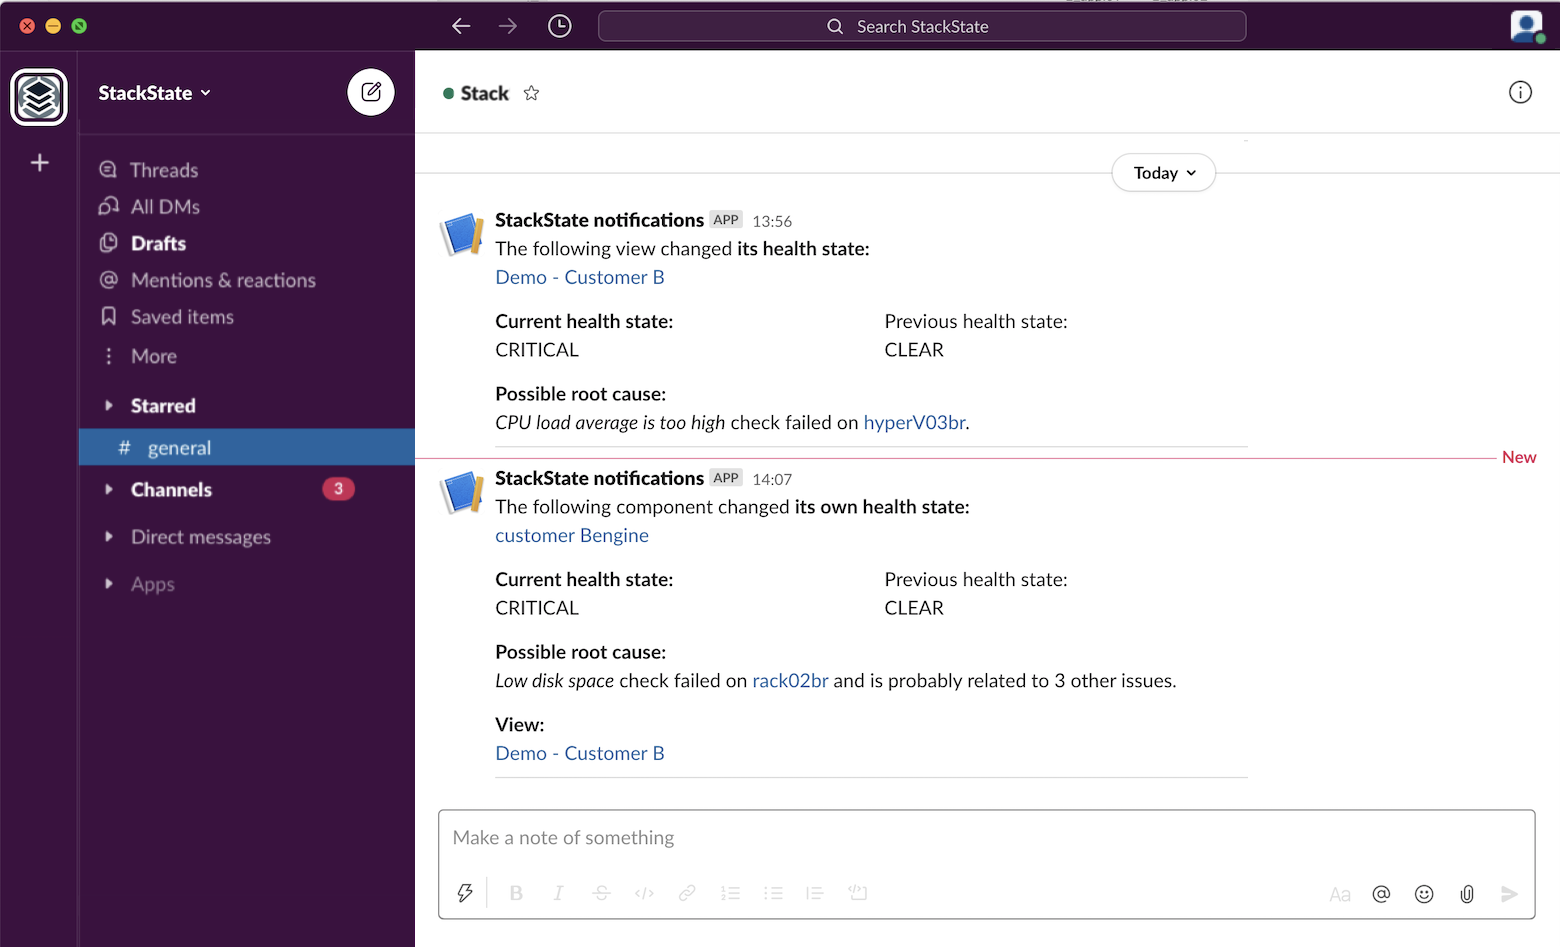 Search StackState
StackState
Stack
Threads
All DMs
Drafts
Mentions & reactions
Saved items
More
Starred
# general
Channels 3
Direct messages
Apps
Today
StackState notifications APP 13:56
The following view changed its health state:
Demo - Customer B
Current health state: Previous health state:
CRITICAL CLEAR
Possible root cause:
CPU load average is too high check failed on hyperV03br.
New
StackState notifications APP 14:07
The following component changed its own health state:
customer Bengine
Current health state: Previous health state:
CRITICAL CLEAR
Possible root cause:
Low disk space check failed on rack02br and is probably related to 3 other issues.
View:
Demo - Customer B
Make a note of something
B I S Aa @